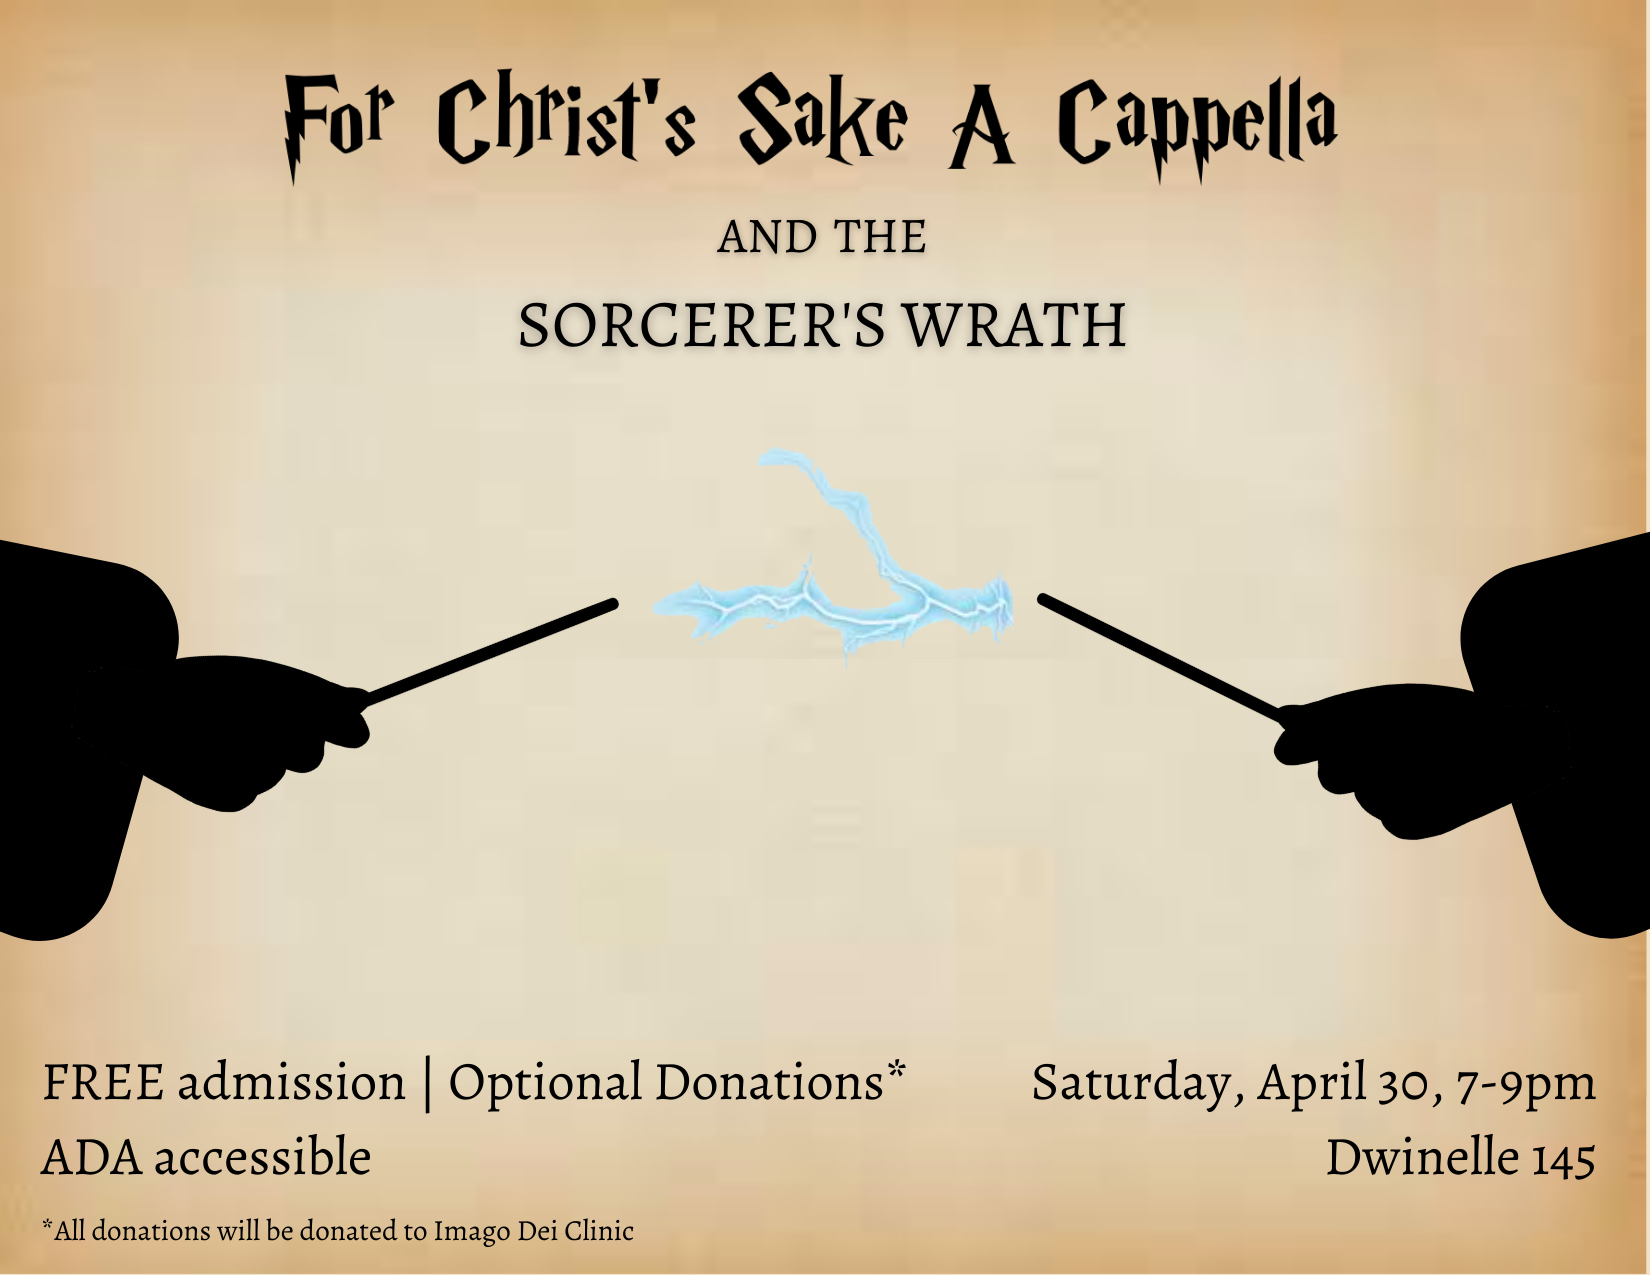 For Christ's Sake A Cappella
AND THE
SORCERER'S WRATH
FREE admission | Optional Donations*
ADA accessible
*All donations will be donated to Imago Dei Clinic
Saturday, April 30, 7-9pm
Dwinelle 145